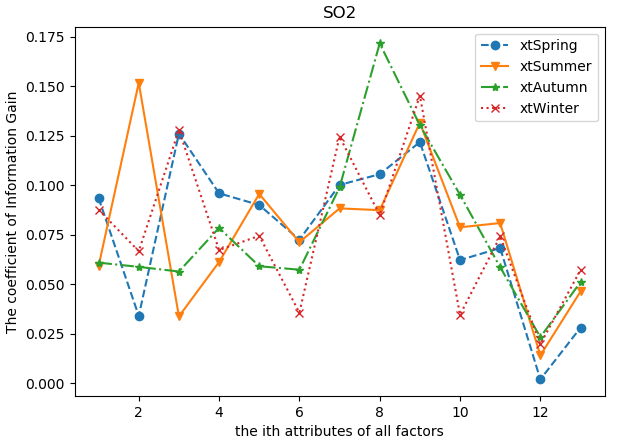 SO2
xtSpring
xtSummer
xtAutumn
xtWinter
The coefficient of Information Gain
0.175
0.150
0.125
0.100
0.075
0.050
0.025
0.000
2 4 6 8 10 12
the ith attributes of all factors